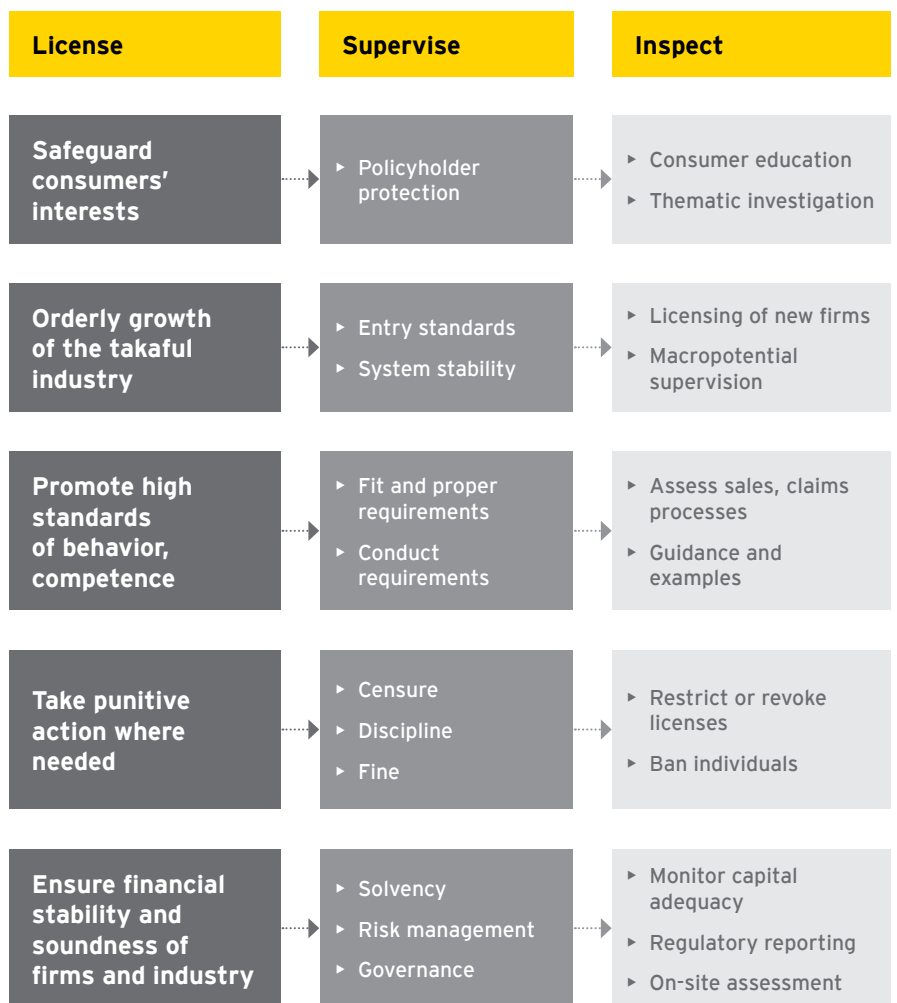 License
Supervise
Inspect
Safeguard
consumers’
interests
▸ Policyholder
protection
▸ Consumer education
▸ Thematic investigation
Orderly growth
of the takaful
industry
▸ Entry standards
▸ System stability
▸ Licensing of new firms
▸ Macropotential
supervision
Promote high
standards
of behavior,
competence
▸ Fit and proper
requirements
▸ Conduct
requirements
▸ Assess sales, claims
processes
▸ Guidance and
examples
Take punitive
action where
needed
▸ Censure
▸ Discipline
▸ Fine
▸ Restrict or revoke
licenses
▸ Ban individuals
Ensure financial
stability and
soundness of
firms and industry
▸ Solvency
▸ Risk management
▸ Governance
▸ Monitor capital
adequacy
▸ Regulatory reporting
▸ On-site assessment